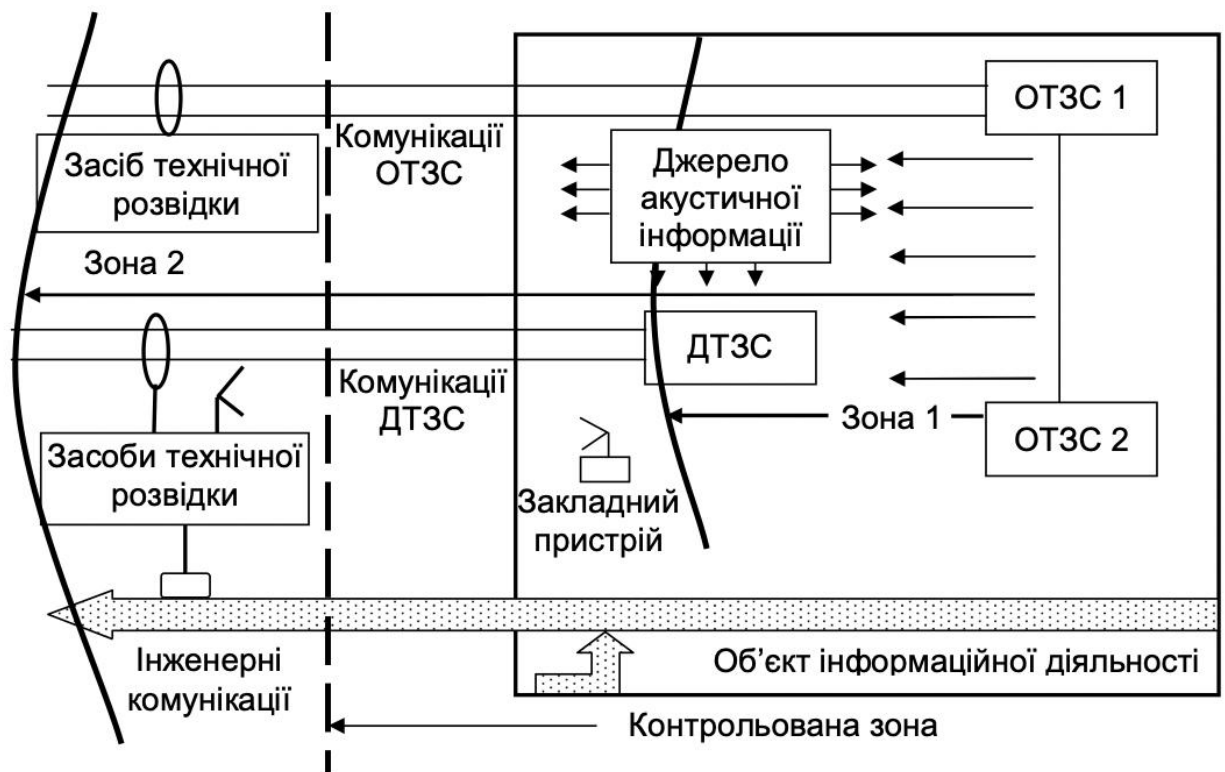 ОТЗС 1
Комунікації
ОТЗС
Засіб технічної
розвідки
Джерело
акустичної
інформації
Зона 2
ДТЗС
Комунікації
ДТЗС
Зона 1
ОТЗС 2
Засоби технічної
розвідки
Закладний
пристрій
Інженерні
комунікації
Об’єкт інформаційної діяльності
Контрольована зона